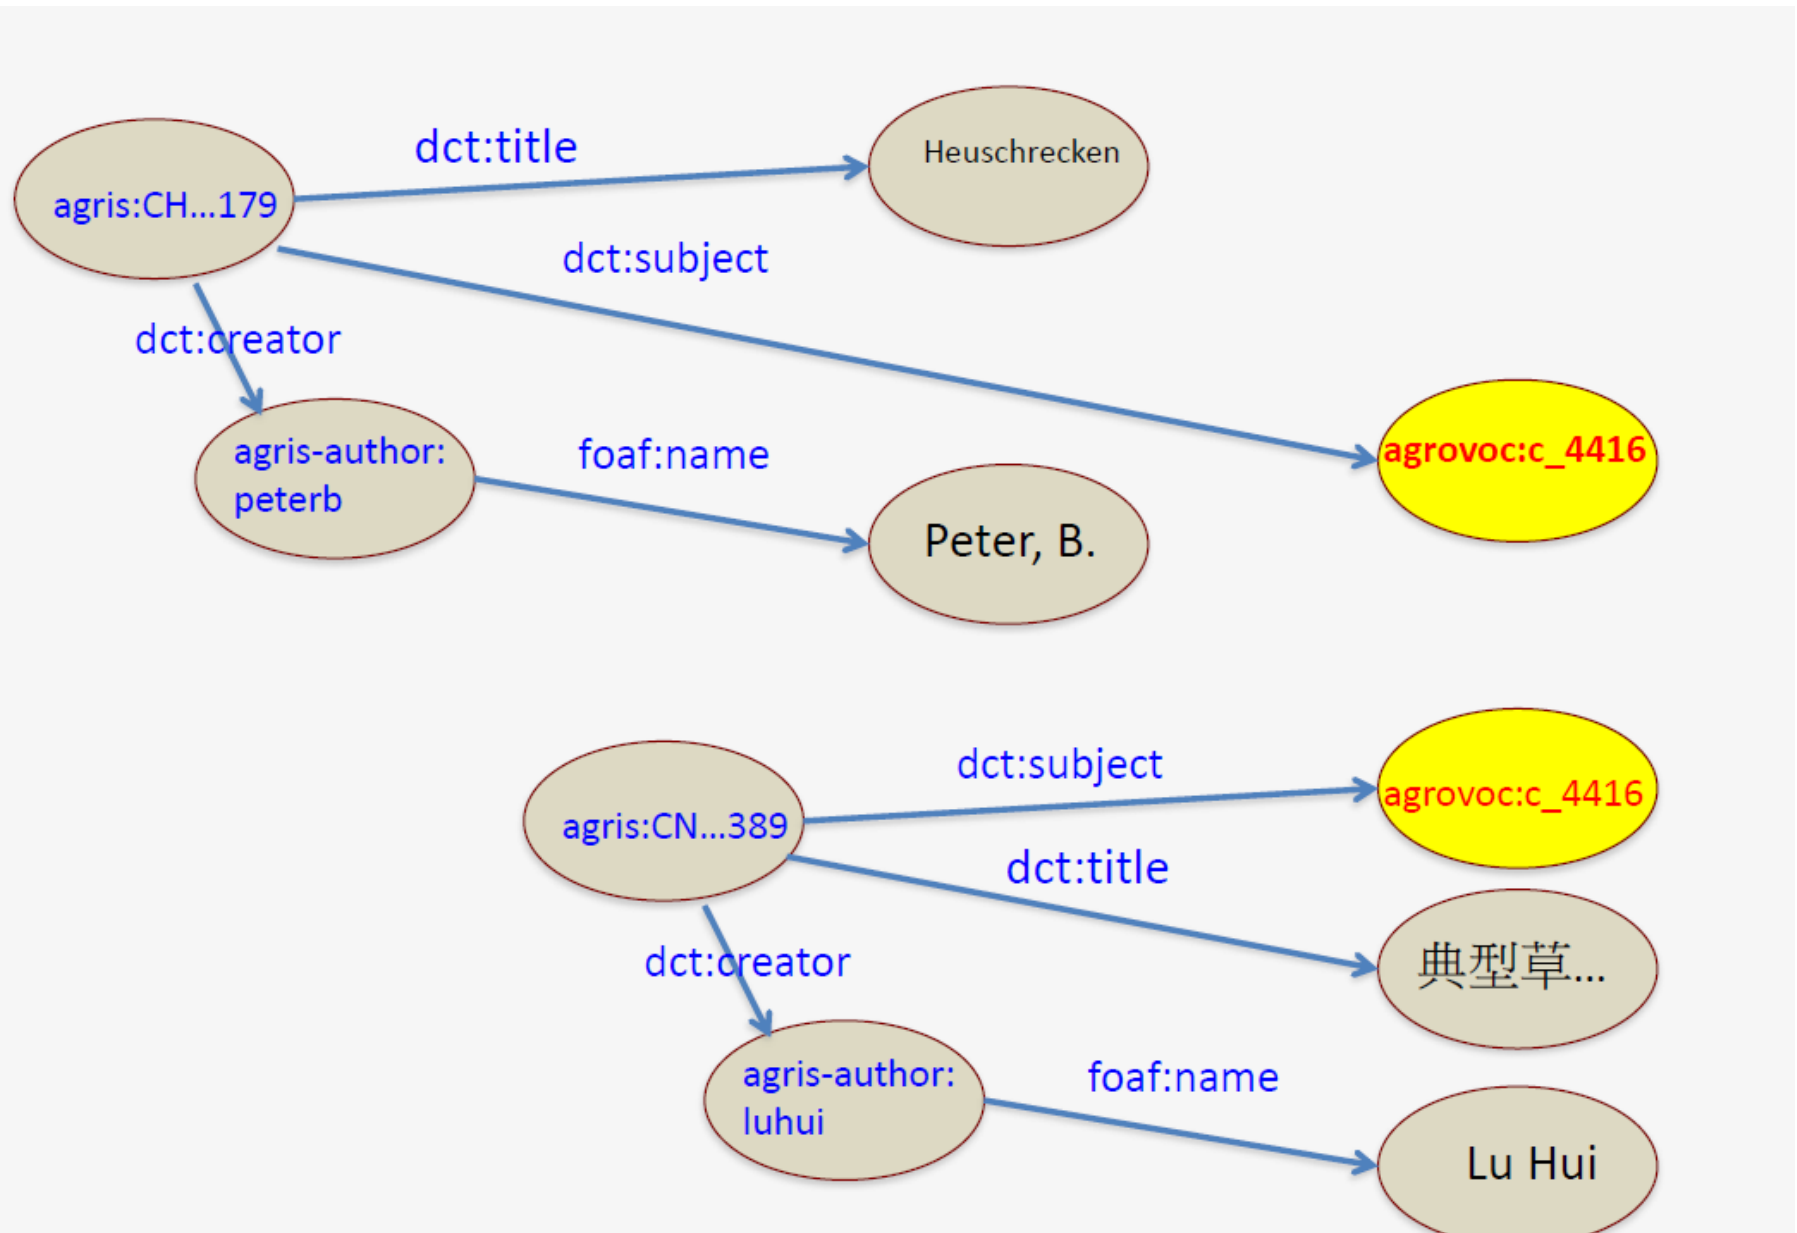 dct:title
Heuschrecken
agris:CH...179
dct:subject
dct:creator
agrovoc:c_4416
agris-author:
peterb
foaf:name
Peter, B.
dct:subject
agrovoc:c_4416
agris:CN...389
dct:title
典型草...
dct:creator
agris-author:
luhui
foaf:name
Lu Hui